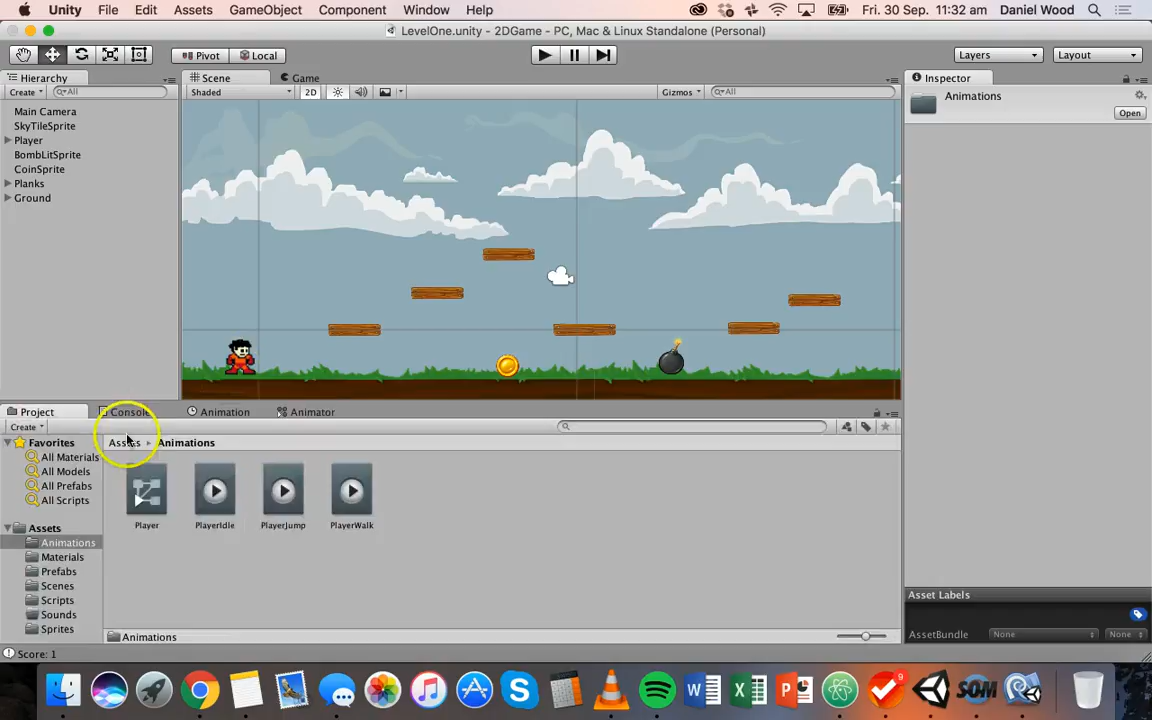 Unity File Edit Assets GameObject Component Window Help Fri. 30 Sep. 11:32 am Daniel Wood
LevelOne.unity - 2DGame - PC, Mac & Linux Standalone (Personal)
Pivot Local Layers Layout
Hierarchy Scene Game Inspector
Create All Shaded 2D Gizmos All Animations
Open
Main Camera
SkyTileSprite
Player
BombLitSprite
CoinSprite
Planks
Ground
Project Console Animation Animator
Create
Favorites Assets Animations
All Materials
All Models
All Prefabs
All Scripts
Player PlayerIdle PlayerJump PlayerWalk
Assets
Animations
Materials
Prefabs
Scenes
Scripts
Sounds
Sprites
Animations
Asset Labels
AssetBundle None None
Score: 1
9